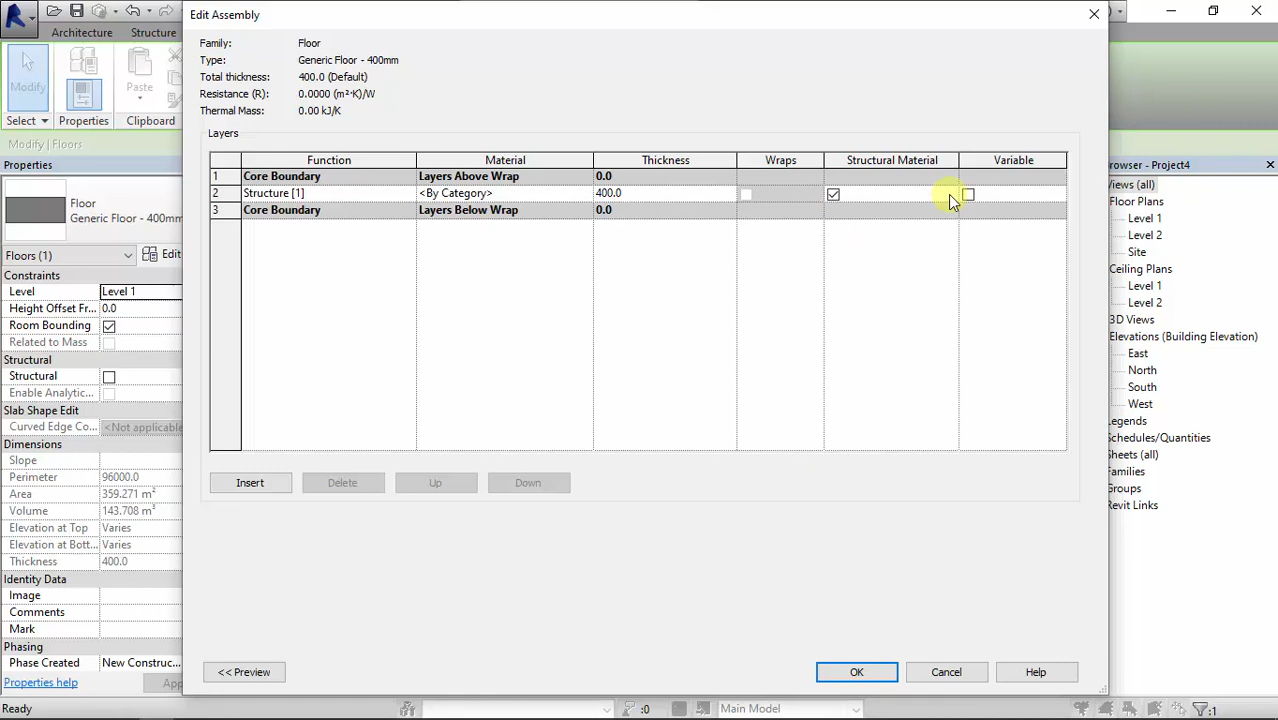 Edit Assembly
Architecture Structure
Family: Floor
Type: Generic Floor - 400mm
Total thickness: 400.0 (Default)
Resistance (R): 0.0000 (m²·K)/W
Thermal Mass: 0.00 kJ/K
Modify
Properties
Paste
Select
Properties
Clipboard
Modify | Floors
Properties
Floor
Generic Floor - 400mm
Floors (1)
Edit
Constraints
Level Level 1
Height Offset Fr... 0.0
Room Bounding
Related to Mass
Structural
Structural
Enable Analytic...
Slab Shape Edit
Curved Edge Co... <Not applicable
Dimensions
Slope
Perimeter 96000.0
Area 359.271 m²
Volume 143.708 m³
Elevation at Top Varies
Elevation at Bott... Varies
Thickness 400.0
Identity Data
Image
Comments
Mark
Phasing
Phase Created New Construc...
Properties help
App
Ready
Layers
Function Material Thickness Wraps Structural Material Variable
1 Core Boundary Layers Above Wrap 0.0
2 Structure [1] <By Category> 400.0
3 Core Boundary Layers Below Wrap 0.0
Insert Delete Up Down
<< Preview OK Cancel Help
rowser - Project4
Views (all)
Floor Plans
Level 1
Level 2
Site
Ceiling Plans
Level 1
Level 2
3D Views
Elevations (Building Elevation)
East
North
South
West
Legends
Schedules/Quantities
Sheets (all)
Families
Groups
Revit Links
:0
Main Model
:1